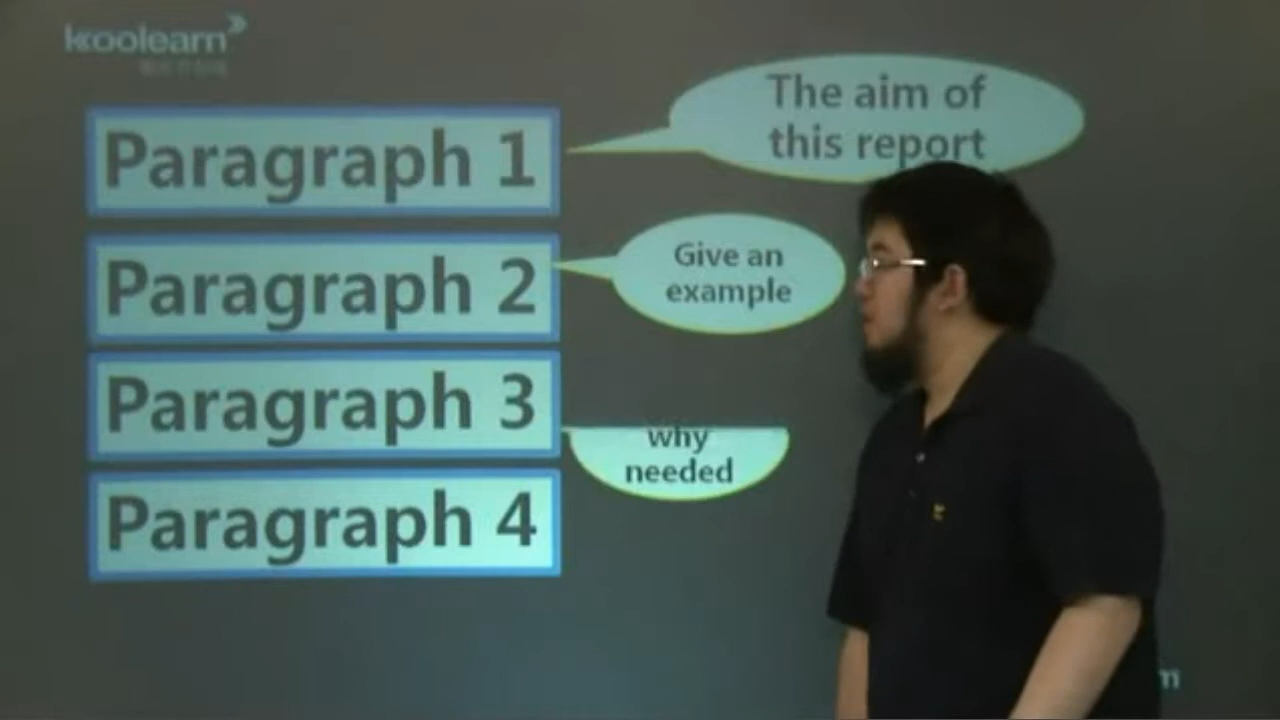 koolearn
Paragraph 1
The aim of
this report
Paragraph 2
Give an
example
Paragraph 3
why
needed
Paragraph 4
m